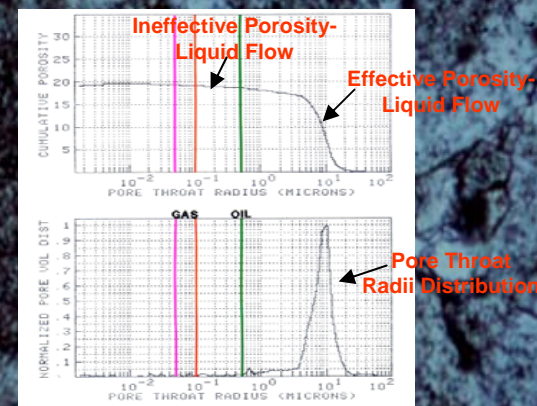 Ineffective Porosity-
Liquid Flow
Effective Porosity-
Liquid Flow
CUMULATIVE POROSITY
30
25
20
15
10
5
10-2 10-1 100 101 102
PORE THROAT RADIUS (MICRONS)
GAS OIL
NORMALIZED PORE VOL DIST
1
.9
.8
.7
.6
.5
.4
.3
.2
.1
Pore Throat
Radii Distribution
10-2 10-1 100 101 102
PORE THROAT RADIUS (MICRONS)